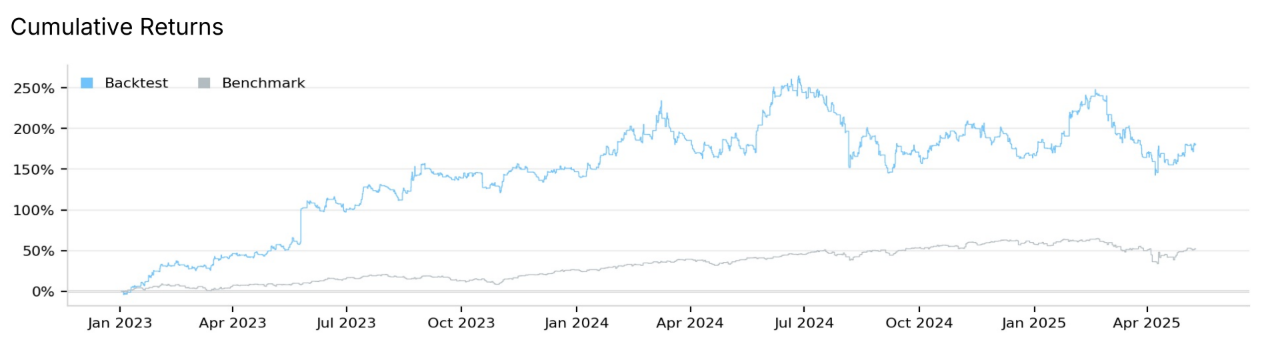 Cumulative Returns
Backtest Benchmark
250%
200%
150%
100%
50%
0%
Jan 2023 Apr 2023 Jul 2023 Oct 2023 Jan 2024 Apr 2024 Jul 2024 Oct 2024 Jan 2025 Apr 2025